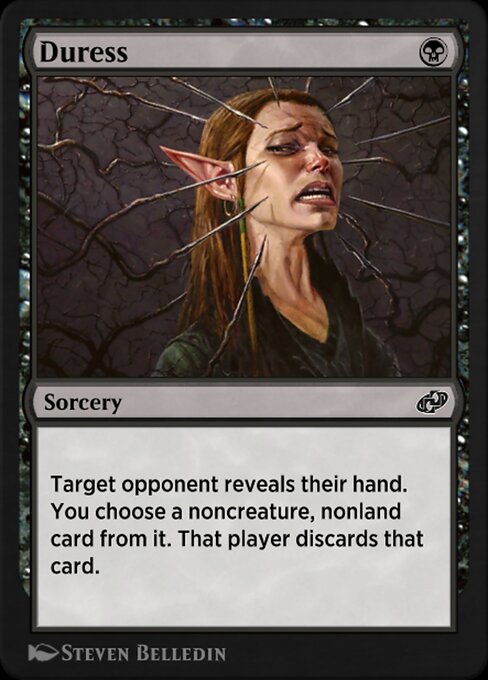 Duress
Sorcery
Target opponent reveals their hand.
You choose a noncreature, nonland
card from it. That player discards that
card.
Steven Belledin